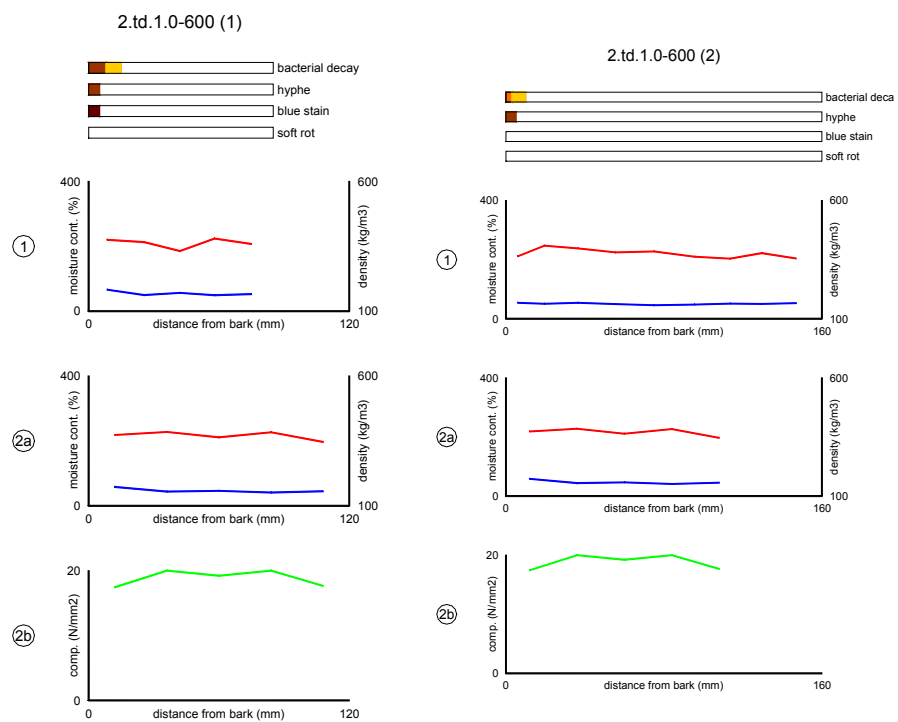 2.td.1.0-600 (1)
bacterial decay
hyphe
blue stain
soft rot
1
400
600
moisture cont. (%)
density (kg/m3)
0
100
0
distance from bark (mm)
120
2a
400
600
moisture cont. (%)
density (kg/m3)
0
100
0
distance from bark (mm)
120
2b
20
comp. (N/mm2)
0
0
distance from bark (mm)
120
2.td.1.0-600 (2)
bacterial deca
hyphe
blue stain
soft rot
1
400
600
moisture cont. (%)
density (kg/m3)
0
100
0
distance from bark (mm)
160
2a
400
600
moisture cont. (%)
density (kg/m3)
0
100
0
distance from bark (mm)
160
2b
20
comp. (N/mm2)
0
0
distance from bark (mm)
160